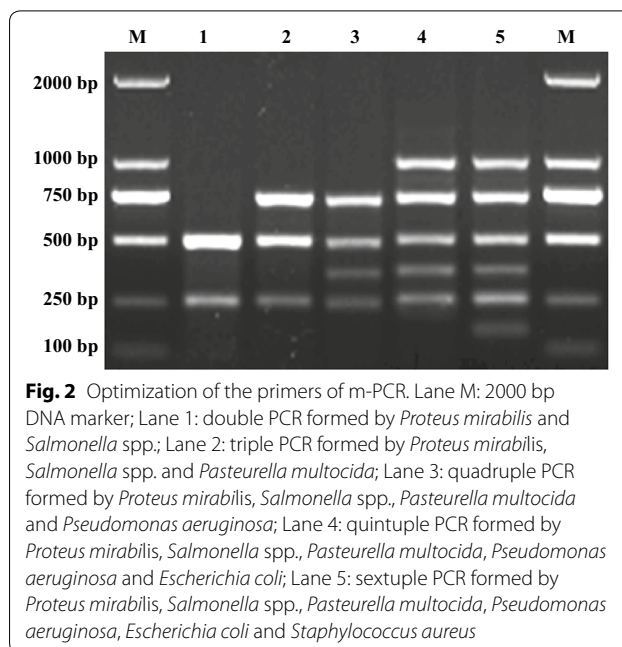 M 1 2 3 4 5 M
2000 bp
1000 bp
750 bp
500 bp
250 bp
100 bp
Fig. 2 Optimization of the primers of m-PCR. Lane M: 2000 bp
DNA marker; Lane 1: double PCR formed by Proteus mirabilis and
Salmonella spp.; Lane 2: triple PCR formed by Proteus mirabilis,
Salmonella spp. and Pasteurella multocida; Lane 3: quadruple PCR
formed by Proteus mirabilis, Salmonella spp., Pasteurella multocida
and Pseudomonas aeruginosa; Lane 4: quintuple PCR formed by
Proteus mirabilis, Salmonella spp., Pasteurella multocida, Pseudomonas
aeruginosa and Escherichia coli; Lane 5: sextuple PCR formed by
Proteus mirabilis, Salmonella spp., Pasteurella multocida, Pseudomonas
aeruginosa, Escherichia coli and Staphylococcus aureus